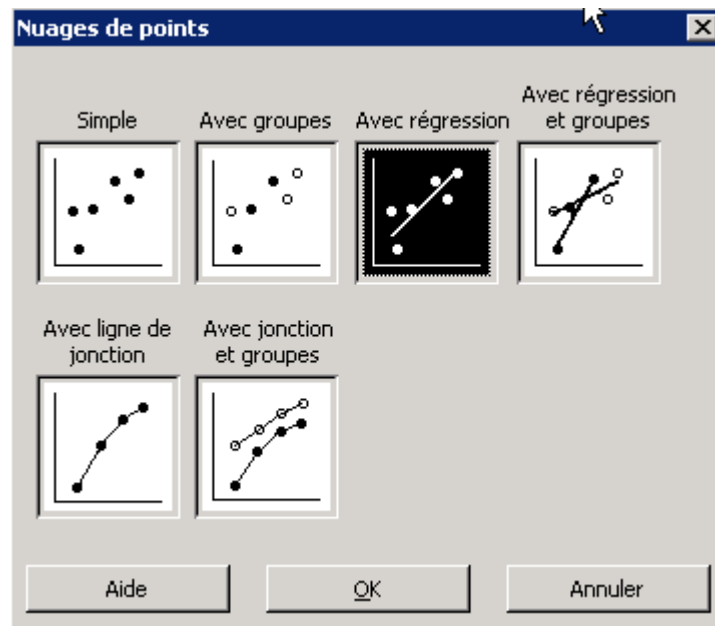 Nuages de points
Simple
Avec groupes
Avec régression
Avec régression
et groupes
Avec ligne de
jonction
Avec jonction
et groupes
Aide
OK
Annuler